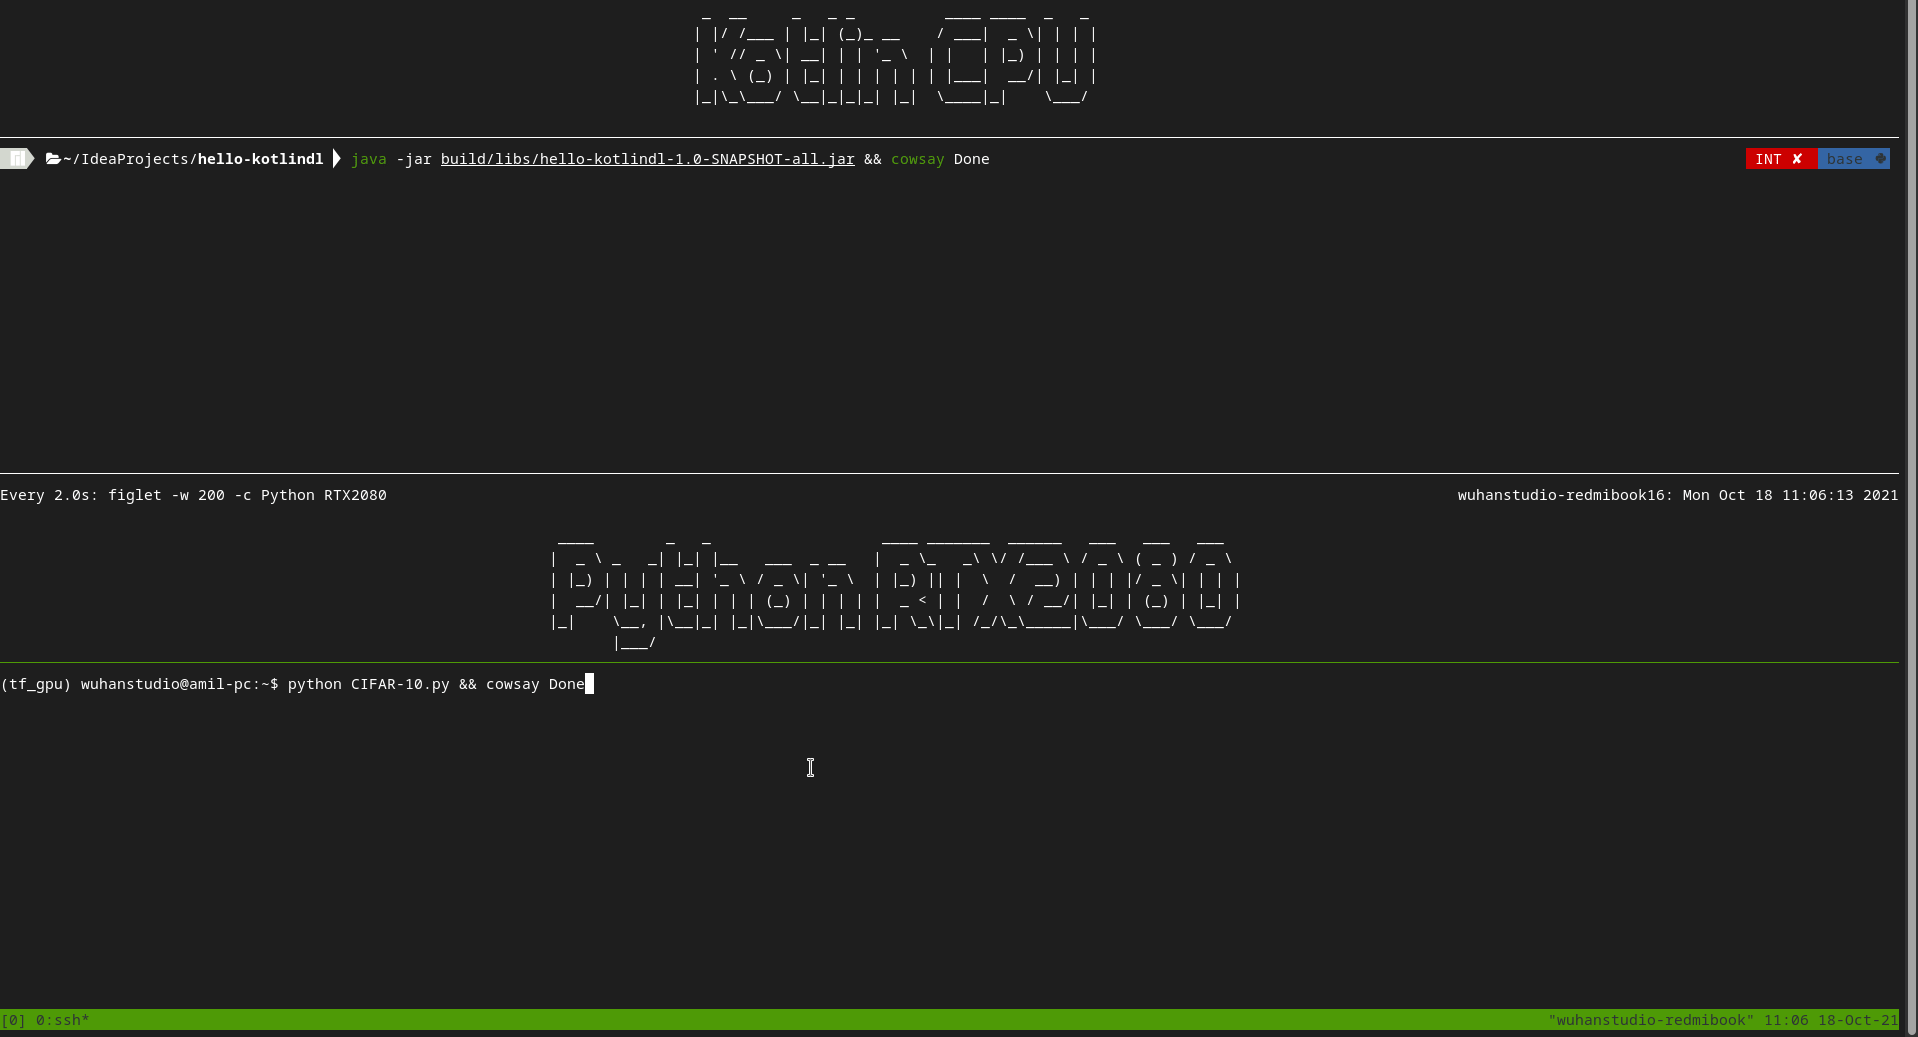 Kotlin CPU
~/IdeaProjects/hello-kotlindl java -jar build/libs/hello-kotlindl-1.0-SNAPSHOT-all.jar && cowsay Done INT ✘ base
Every 2.0s: figlet -w 200 -c Python RTX2080 wuhanstudio-redmibook16: Mon Oct 18 11:06:13 2021
Python RTX2080
(tf_gpu) wuhanstudio@amil-pc:~$ python CIFAR-10.py && cowsay Done
[0] 0:ssh* "wuhanstudio-redmibook" 11:06 18-Oct-21